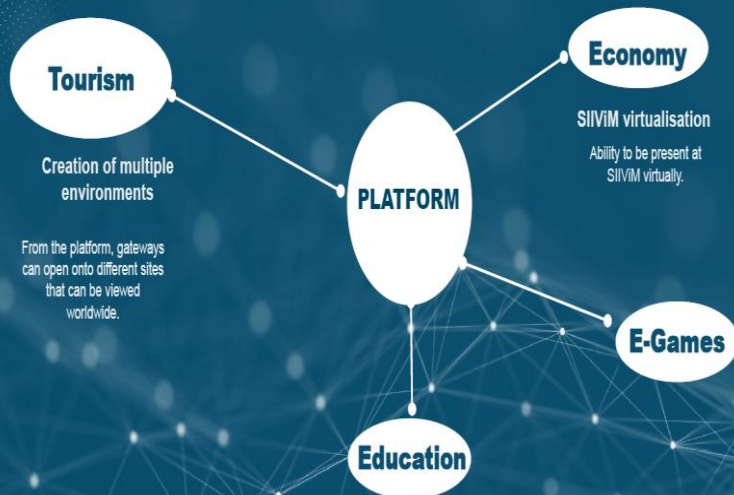 Tourism
Creation of multiple
environments
From the platform, gateways
can open onto different sites
that can be viewed
worldwide.
PLATFORM
Economy
SIIViM virtualisation
Ability to be present at
SIIViM virtually.
E-Games
Education